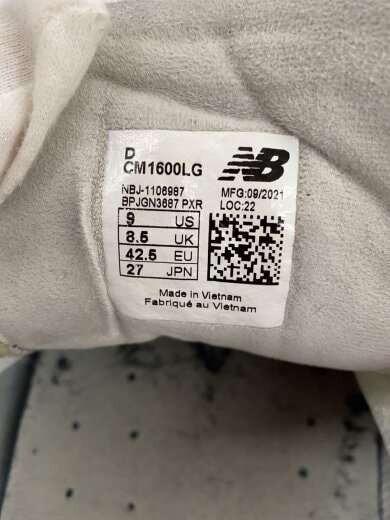 D
CM1600LG
NB
NBJ-1106987
BPJGN3687 PXR
MFG:09/2021
LOC:22
9 US
8.5 UK
42.5 EU
27 JPN
Made in Vietnam
Fabriqué au Vietnam